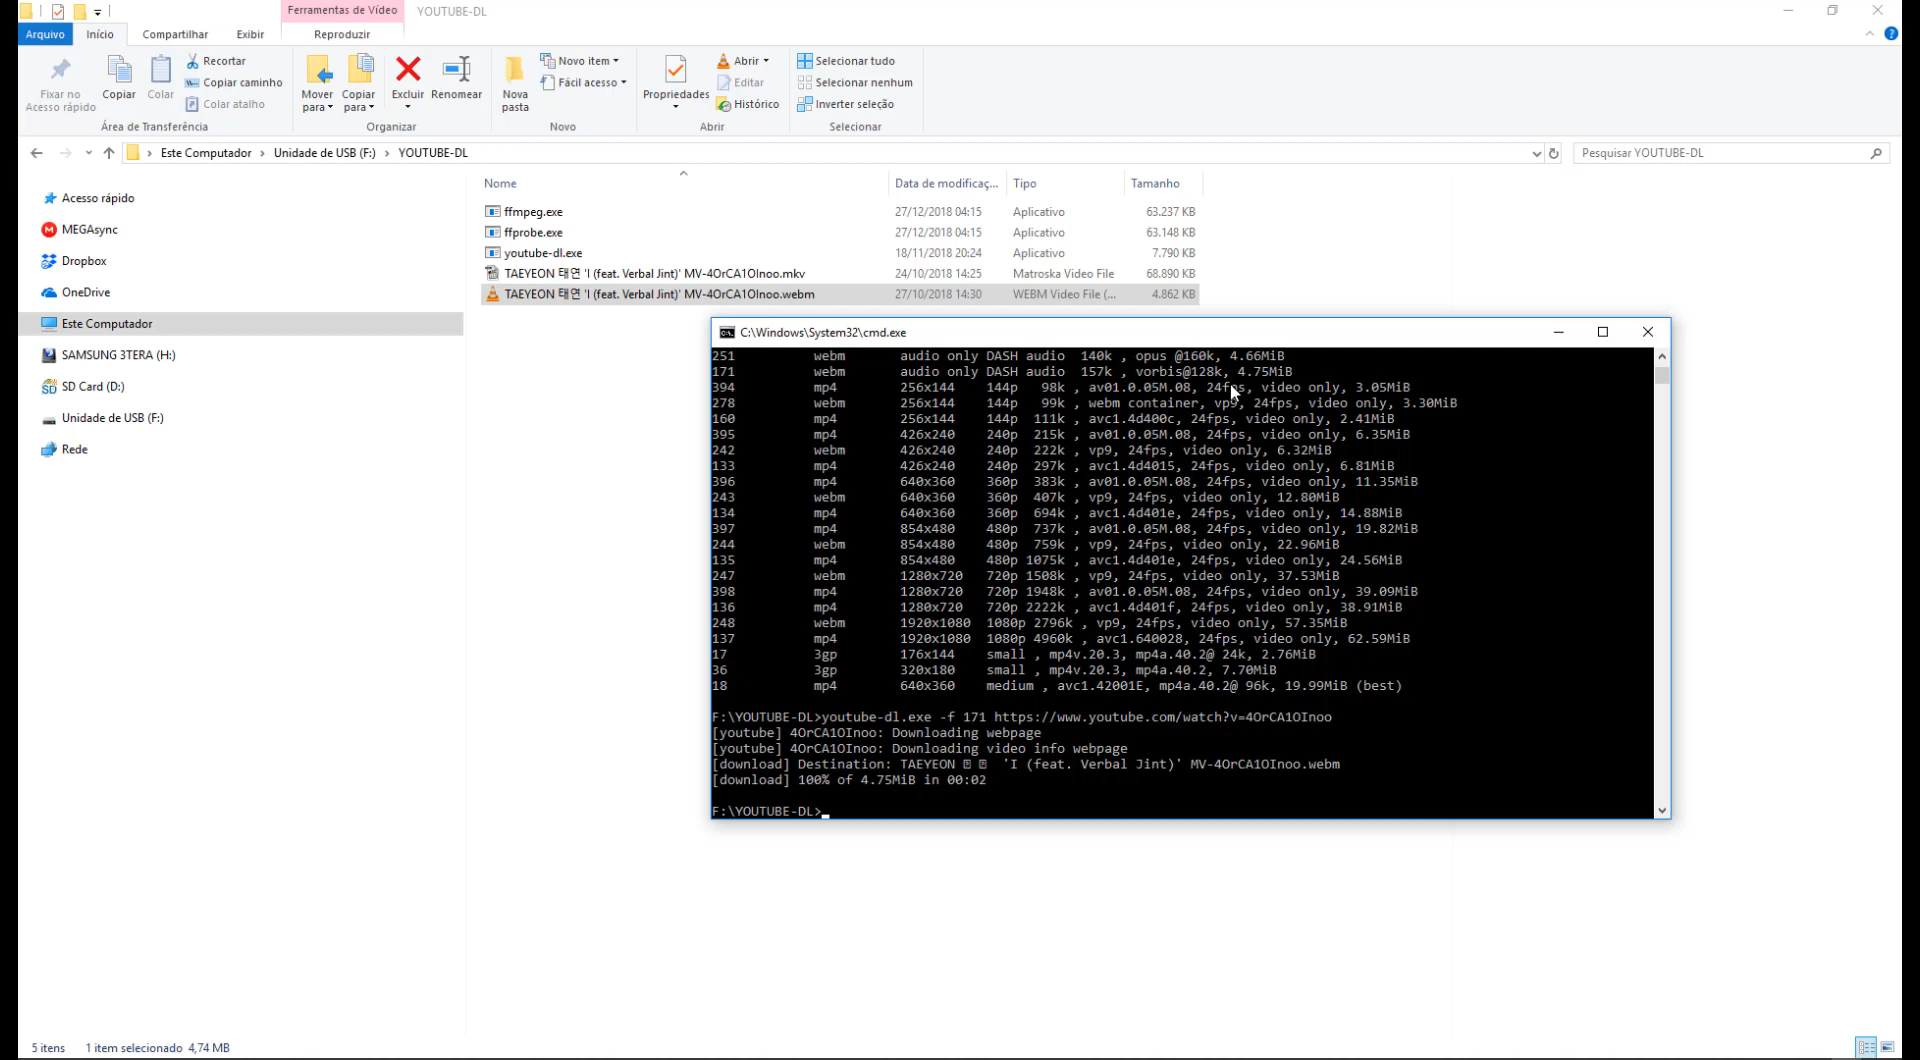 Ferramentas de Vídeo YOUTUBE-DL
Arquivo Início Compartilhar Exibir Reproduzir
Fixar no Acesso rápido
Copiar
Colar
Recortar
Copiar caminho
Colar atalho
Área de Transferência
Mover para
Copiar para
Excluir
Renomear
Organizar
Nova pasta
Novo item
Fácil acesso
Novo
Propriedades
Abrir
Editar
Histórico
Abrir
Selecionar tudo
Selecionar nenhum
Inverter seleção
Selecionar
Este Computador Unidade de USB (F:) YOUTUBE-DL
Pesquisar YOUTUBE-DL
Acesso rápido
MEGAsync
Dropbox
OneDrive
Este Computador
SAMSUNG 3TERA (H:)
SD Card (D:)
Unidade de USB (F:)
Rede
Nome Data de modificaç... Tipo Tamanho
ffmpeg.exe 27/12/2018 04:15 Aplicativo 63.237 KB
ffprobe.exe 27/12/2018 04:15 Aplicativo 63.148 KB
youtube-dl.exe 18/11/2018 20:24 Aplicativo 7.790 KB
TAEYEON 태연 'I (feat. Verbal Jint)' MV-4OrCA1OInoo.mkv 24/10/2018 14:25 Matroska Video File 68.890 KB
TAEYEON 태연 'I (feat. Verbal Jint)' MV-4OrCA1OInoo.webm 27/10/2018 14:30 WEBM Video File (... 4.862 KB
C:\Windows\System32\cmd.exe
251 webm audio only DASH audio 140k , opus @160k, 4.66MiB
171 webm audio only DASH audio 157k , vorbis@128k, 4.75MiB
394 mp4 256x144 144p 98k , av01.0.05M.08, 24fps, video only, 3.05MiB
278 webm 256x144 144p 99k , webm container, vp9, 24fps, video only, 3.30MiB
160 mp4 256x144 144p 111k , avc1.4d400c, 24fps, video only, 2.41MiB
395 mp4 426x240 240p 215k , av01.0.05M.08, 24fps, video only, 6.35MiB
242 webm 426x240 240p 222k , vp9, 24fps, video only, 6.32MiB
133 mp4 426x240 240p 297k , avc1.4d4015, 24fps, video only, 6.81MiB
396 mp4 640x360 360p 383k , av01.0.05M.08, 24fps, video only, 11.35MiB
243 webm 640x360 360p 407k , vp9, 24fps, video only, 12.80MiB
134 mp4 640x360 360p 694k , avc1.4d401e, 24fps, video only, 14.88MiB
397 mp4 854x480 480p 737k , av01.0.05M.08, 24fps, video only, 19.82MiB
244 webm 854x480 480p 759k , vp9, 24fps, video only, 22.96MiB
135 mp4 854x480 480p 1075k , avc1.4d401e, 24fps, video only, 24.56MiB
247 webm 1280x720 720p 1508k , vp9, 24fps, video only, 37.53MiB
398 mp4 1280x720 720p 1948k , av01.0.05M.08, 24fps, video only, 39.09MiB
136 mp4 1280x720 720p 2222k , avc1.4d401f, 24fps, video only, 38.91MiB
248 webm 1920x1080 1080p 2796k , vp9, 24fps, video only, 57.35MiB
137 mp4 1920x1080 1080p 4960k , avc1.640028, 24fps, video only, 62.59MiB
17 3gp 176x144 small , mp4v.20.3, mp4a.40.2@ 24k, 2.76MiB
36 3gp 320x180 small , mp4v.20.3, mp4a.40.2, 7.70MiB
18 mp4 640x360 medium , avc1.42001E, mp4a.40.2@ 96k, 19.99MiB (best)
F:\YOUTUBE-DL>youtube-dl.exe -f 171 https://www.youtube.com/watch?v=4OrCA1OInoo
[youtube] 4OrCA1OInoo: Downloading webpage
[youtube] 4OrCA1OInoo: Downloading video info webpage
[download] Destination: TAEYEON 'I (feat. Verbal Jint)' MV-4OrCA1OInoo.webm
[download] 100% of 4.75MiB in 00:02
F:\YOUTUBE-DL>
5 itens 1 item selecionado 4,74 MB